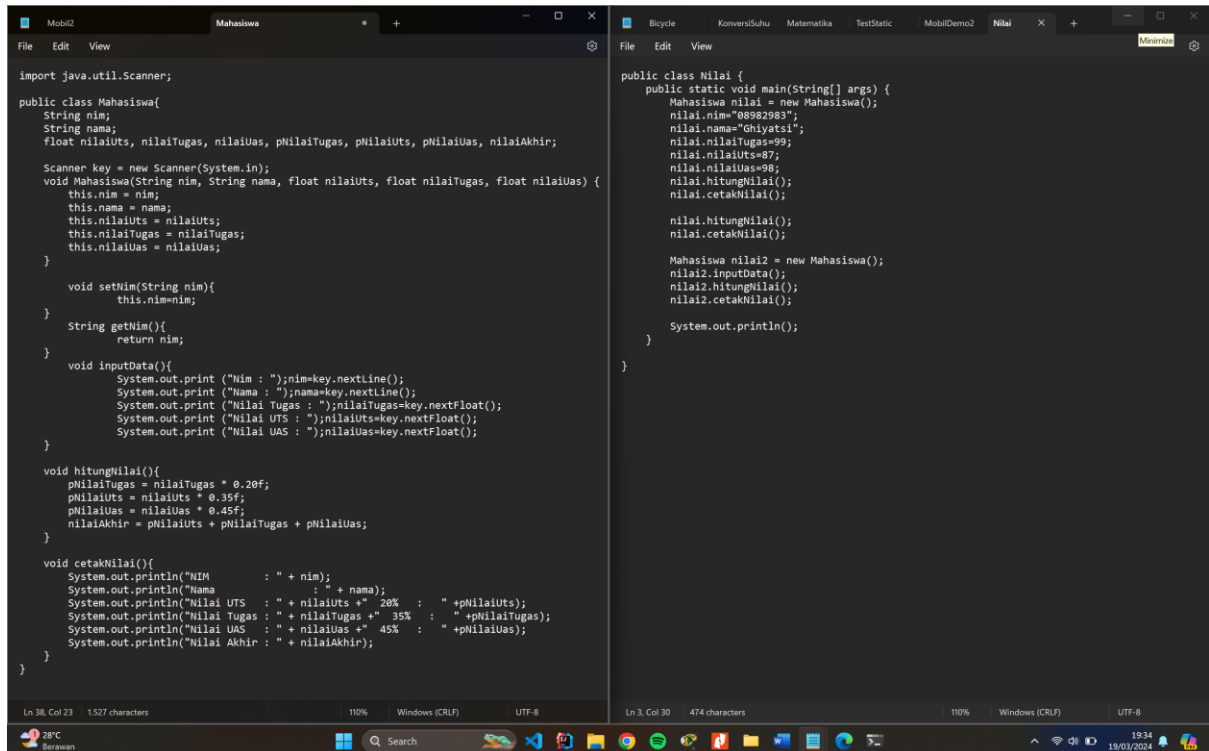 Mobil2 Mahasiswa
File Edit View
import java.util.Scanner;
public class Mahasiswa{
String nim;
String nama;
float nilaiUts, nilaiTugas, nilaiUas, pNilaiTugas, pNilaiUts, pNilaiUas, nilaiAkhir;
Scanner key = new Scanner(System.in);
void Mahasiswa(String nim, String nama, float nilaiUts, float nilaiTugas, float nilaiUas) {
this.nim = nim;
this.nama = nama;
this.nilaiUts = nilaiUts;
this.nilaiTugas = nilaiTugas;
this.nilaiUas = nilaiUas;
}
void setNim(String nim){
this.nim=nim;
}
String getNim(){
return nim;
}
void inputData(){
System.out.print ("Nim : ");nim=key.nextLine();
System.out.print ("Nama : ");nama=key.nextLine();
System.out.print ("Nilai Tugas : ");nilaiTugas=key.nextFloat();
System.out.print ("Nilai UTS : ");nilaiUts=key.nextFloat();
System.out.print ("Nilai UAS : ");nilaiUas=key.nextFloat();
}
void hitungNilai(){
pNilaiTugas = nilaiTugas * 0.20f;
pNilaiUts = nilaiUts * 0.35f;
pNilaiUas = nilaiUas * 0.45f;
nilaiAkhir = pNilaiUts + pNilaiTugas + pNilaiUas;
}
void cetakNilai(){
System.out.println("NIM : " + nim);
System.out.println("Nama : " + nama);
System.out.println("Nilai UTS : " + nilaiUts +" 20% : " +pNilaiUts);
System.out.println("Nilai Tugas : " + nilaiTugas +" 35% : " +pNilaiTugas);
System.out.println("Nilai UAS : " + nilaiUas +" 45% : " +pNilaiUas);
System.out.println("Nilai Akhir : " + nilaiAkhir);
}
}
Ln 38, Col 23 1.527 characters 110% Windows (CRLF) UTF-8
Bicycle KonversiSuhu Matematika TestStatic MobilDemo2 Nilai
Minimize
File Edit View
public class Nilai {
public static void main(String[] args) {
Mahasiswa nilai = new Mahasiswa();
nilai.nim="08982983";
nilai.nama="Ghiyatsi";
nilai.nilaiTugas=99;
nilai.nilaiUts=87;
nilai.nilaiUas=98;
nilai.hitungNilai();
nilai.cetakNilai();
nilai.hitungNilai();
nilai.cetakNilai();
Mahasiswa nilai2 = new Mahasiswa();
nilai2.inputData();
nilai2.hitungNilai();
nilai2.cetakNilai();
System.out.println();
}
}
Ln 3, Col 30 474 characters 110% Windows (CRLF) UTF-8
1
28°C
Berawan
Search
19:34
19/03/2024